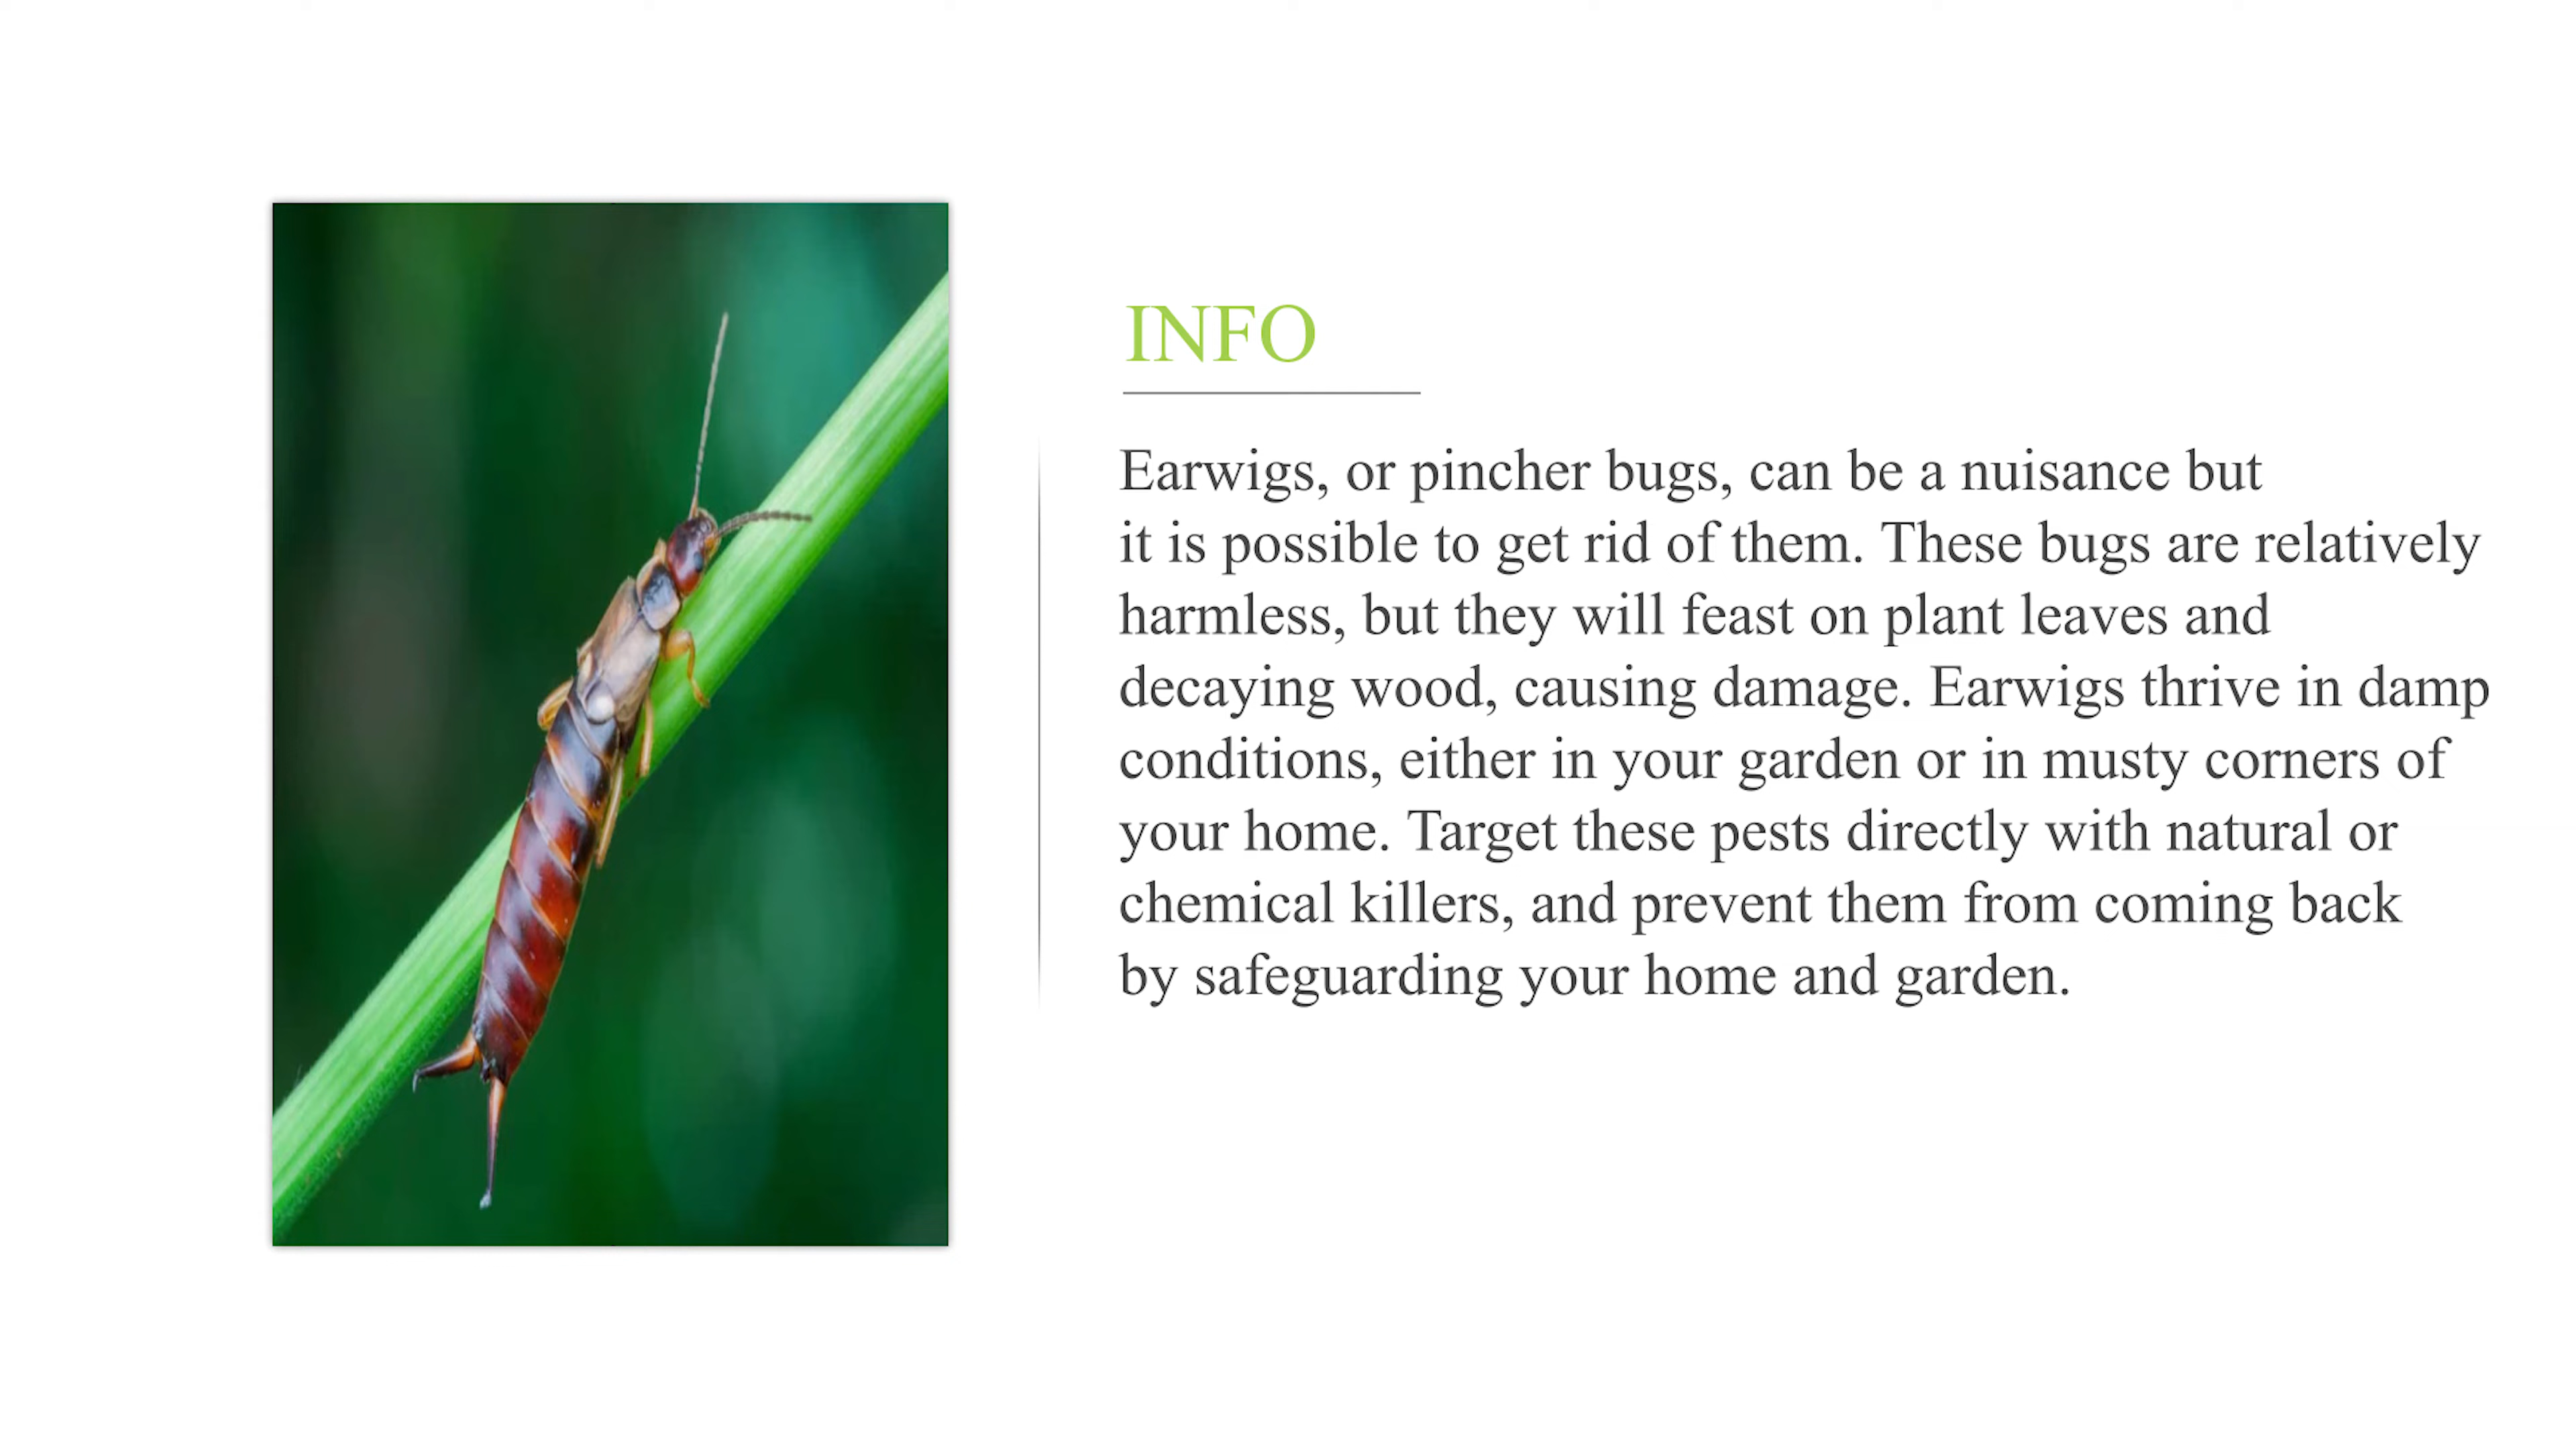 INFO
Earwigs, or pincher bugs, can be a nuisance but
it is possible to get rid of them. These bugs are relatively
harmless, but they will feast on plant leaves and
decaying wood, causing damage. Earwigs thrive in damp
conditions, either in your garden or in musty corners of
your home. Target these pests directly with natural or
chemical killers, and prevent them from coming back
by safeguarding your home and garden.